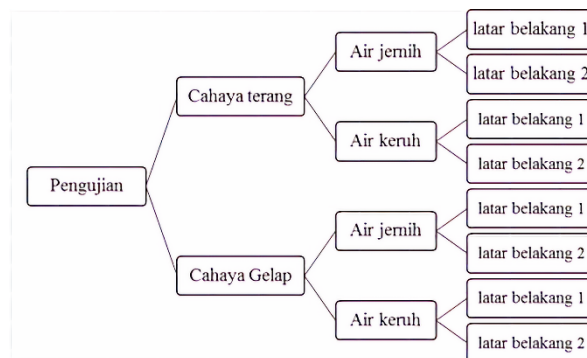 Pengujian
Cahaya terang
Air jernih
latar belakang 1
latar belakang 2
Air keruh
latar belakang 1
latar belakang 2
Cahaya Gelap
Air jernih
latar belakang 1
latar belakang 2
Air keruh
latar belakang 1
latar belakang 2